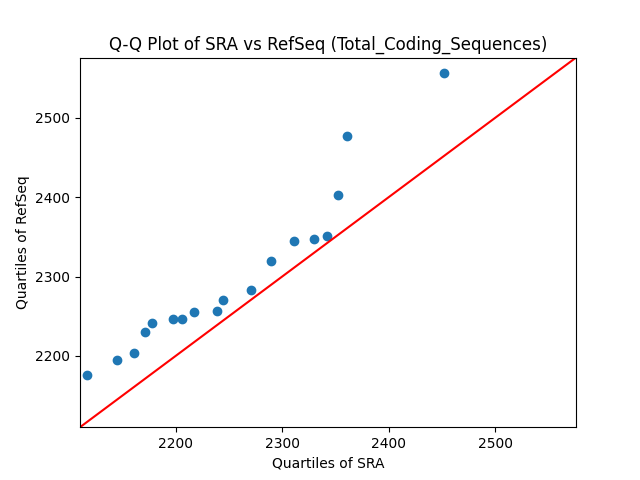 Q-Q Plot of SRA vs RefSeq (Total_Coding_Sequences)
2500
2400
2300
2200
Quartiles of RefSeq
2200 2300 2400 2500
Quartiles of SRA